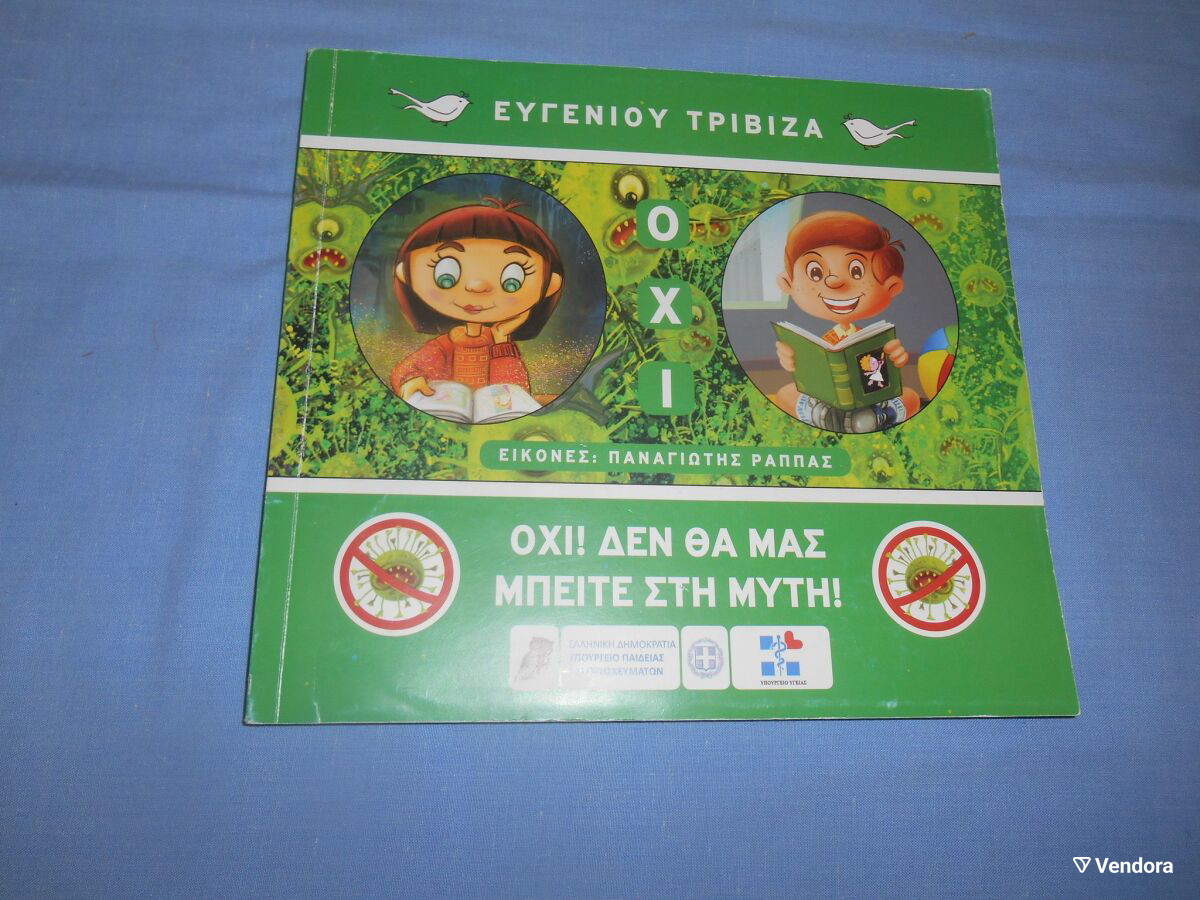 ΕΥΓΕΝΙΟΥ ΤΡΙΒΙΖΑ
Ο
Χ
Ι
ΕΙΚΟΝΕΣ: ΠΑΝΑΓΙΩΤΗΣ ΡΑΠΠΑΣ
ΟΧΙ! ΔΕΝ ΘΑ ΜΑΣ
ΜΠΕΙΤΕ ΣΤΗ ΜΥΤΗ!
ΕΛΛΗΝΙΚΗ ΔΗΜΟΚΡΑΤΙΑ
ΥΠΟΥΡΓΕΙΟ ΠΑΙΔΕΙΑΣ
ΥΠΟΥΡΓΕΙΟ ΥΓΕΙΑΣ
Vendora